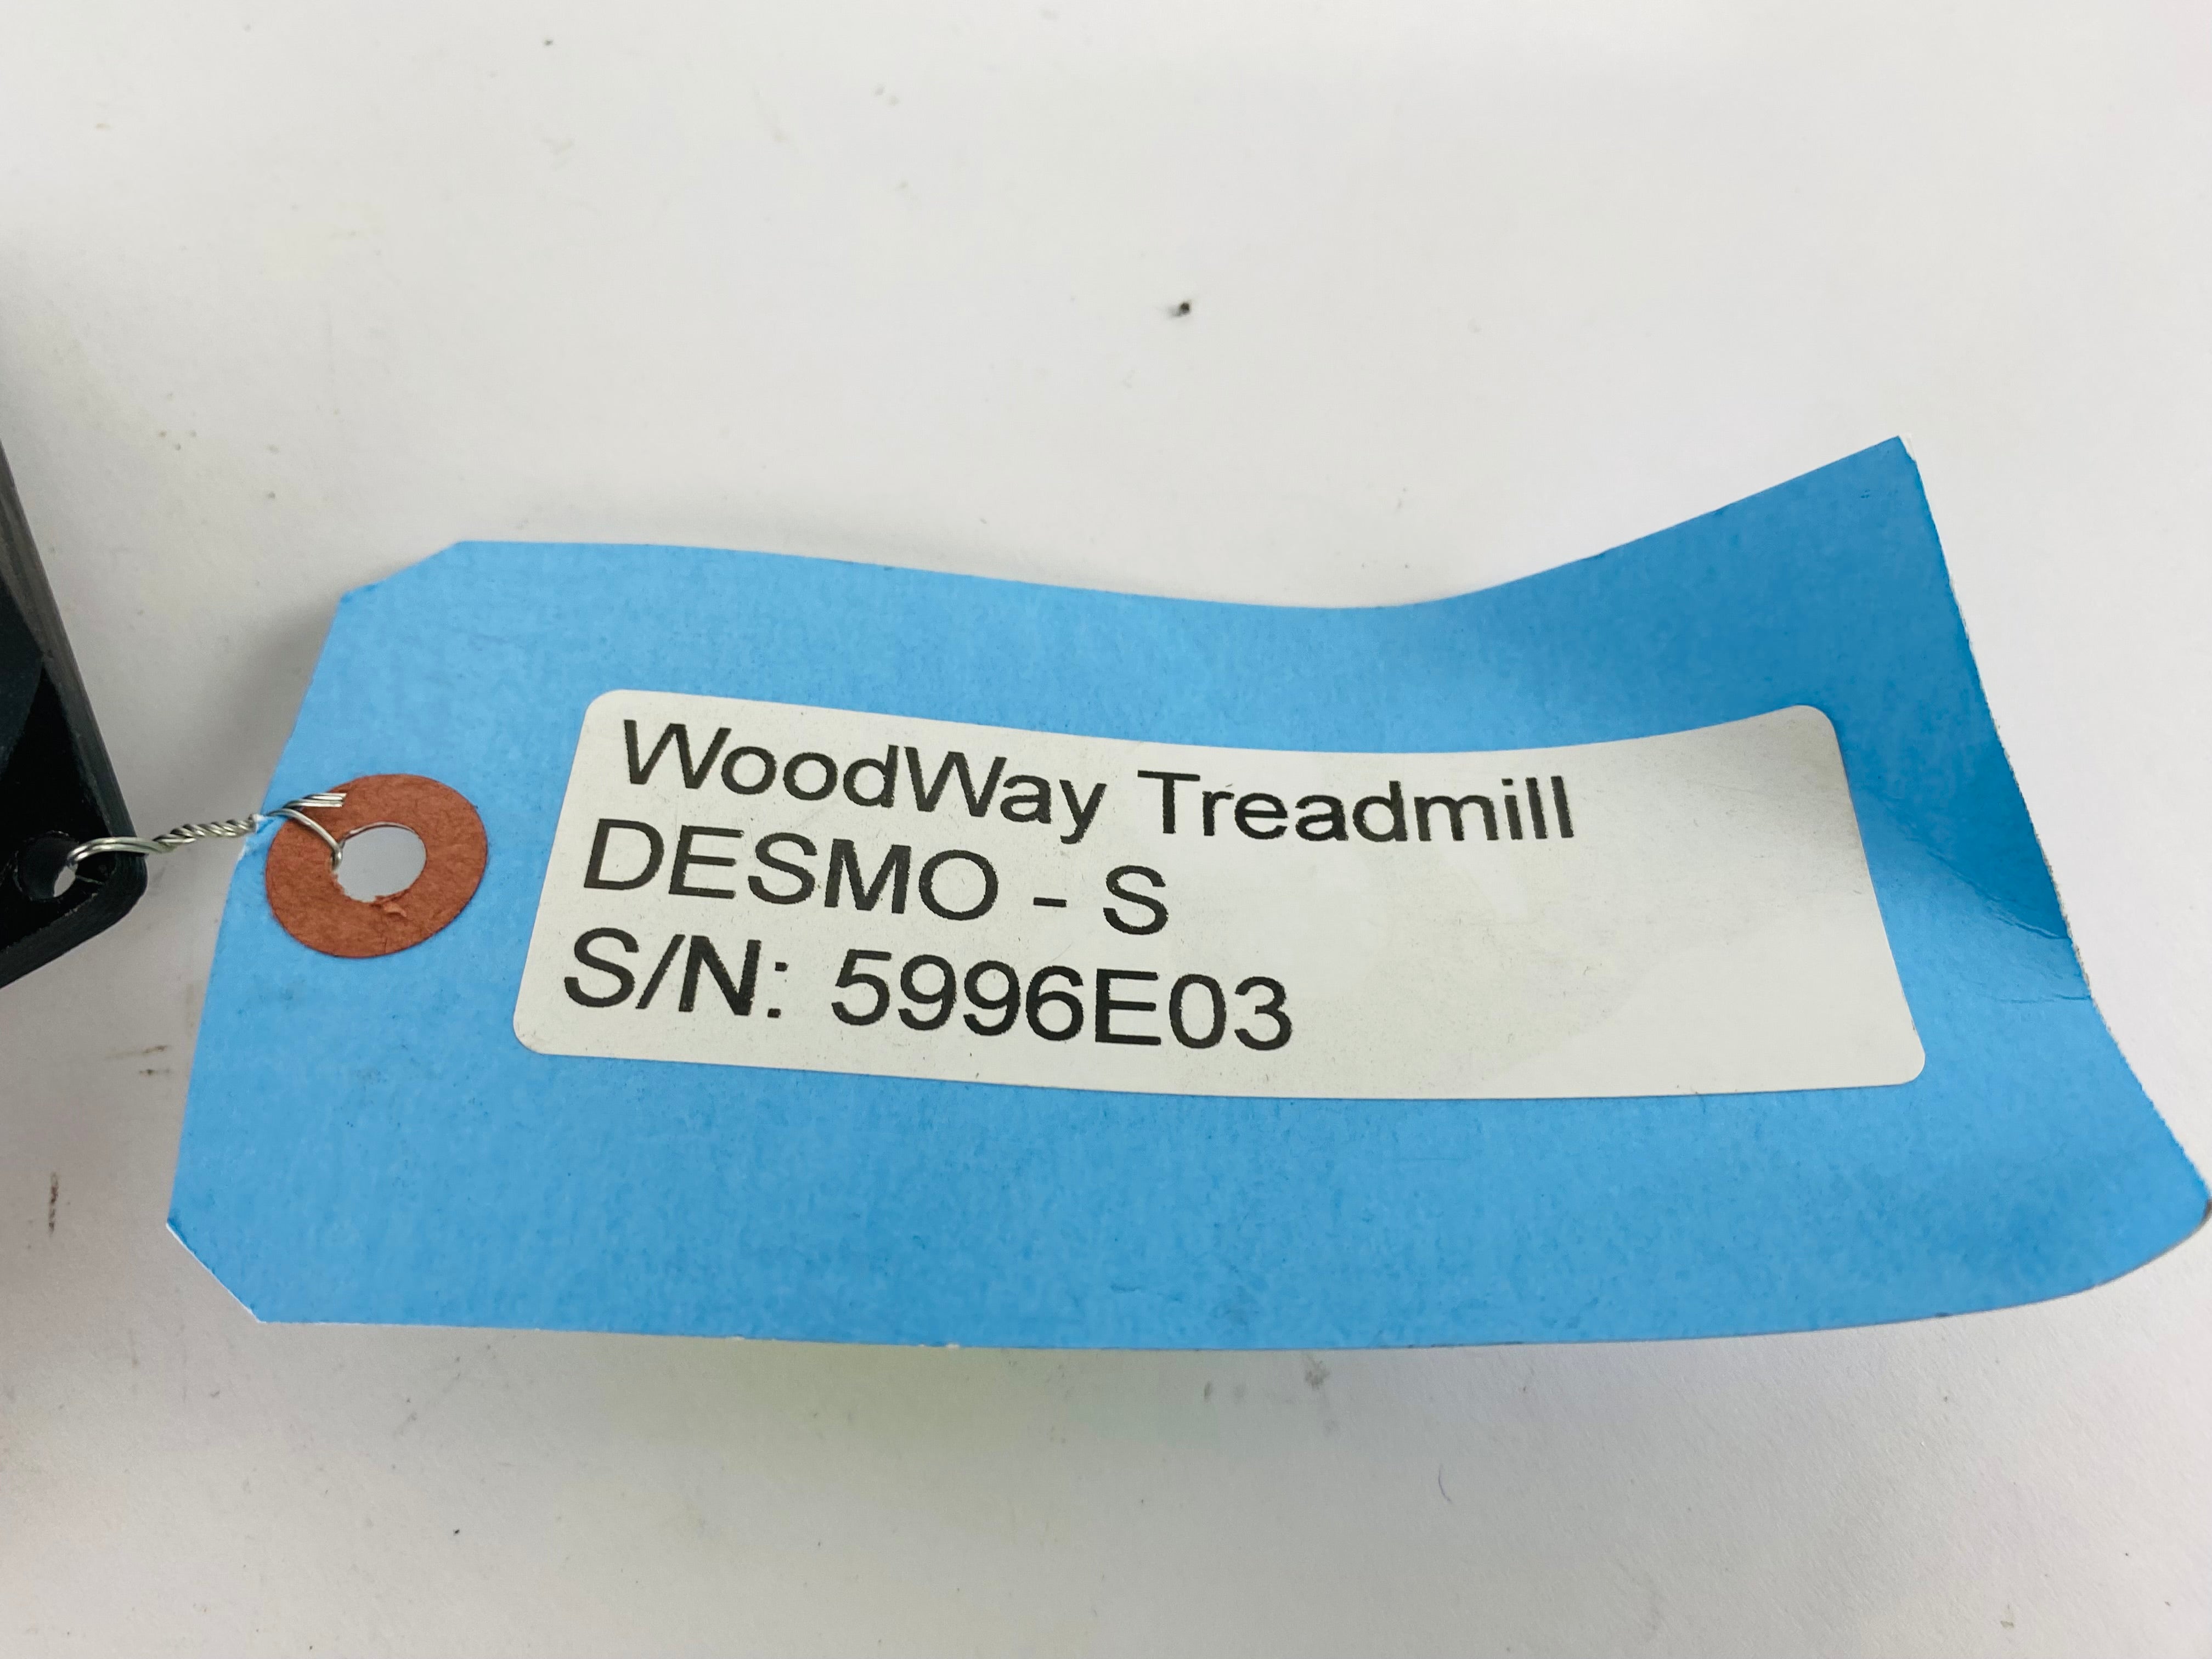 WoodWay Treadmill
DESMO - S
S/N: 5996E03